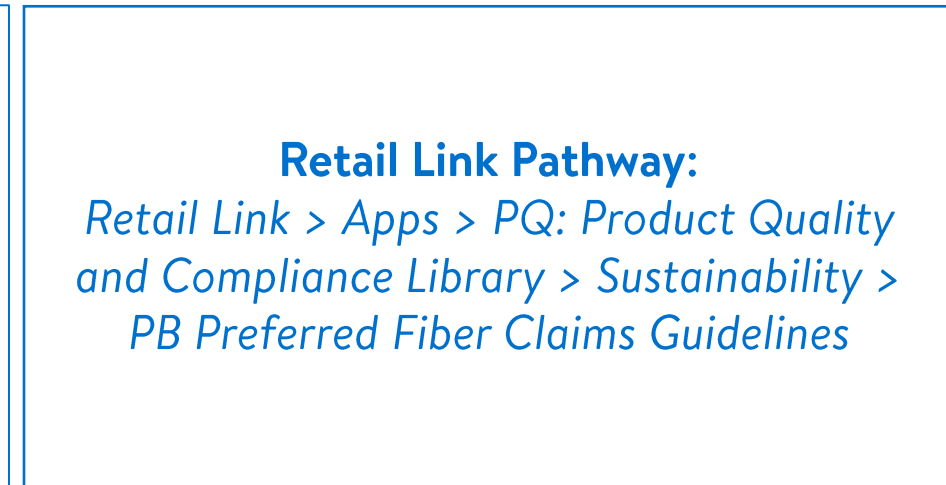 Retail Link Pathway:
Retail Link > Apps > PQ: Product Quality
and Compliance Library > Sustainability >
PB Preferred Fiber Claims Guidelines